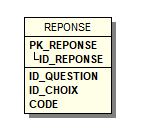 REPONSE
PK_REPONSE
ID_REPONSE
ID_QUESTION
ID_CHOIX
CODE